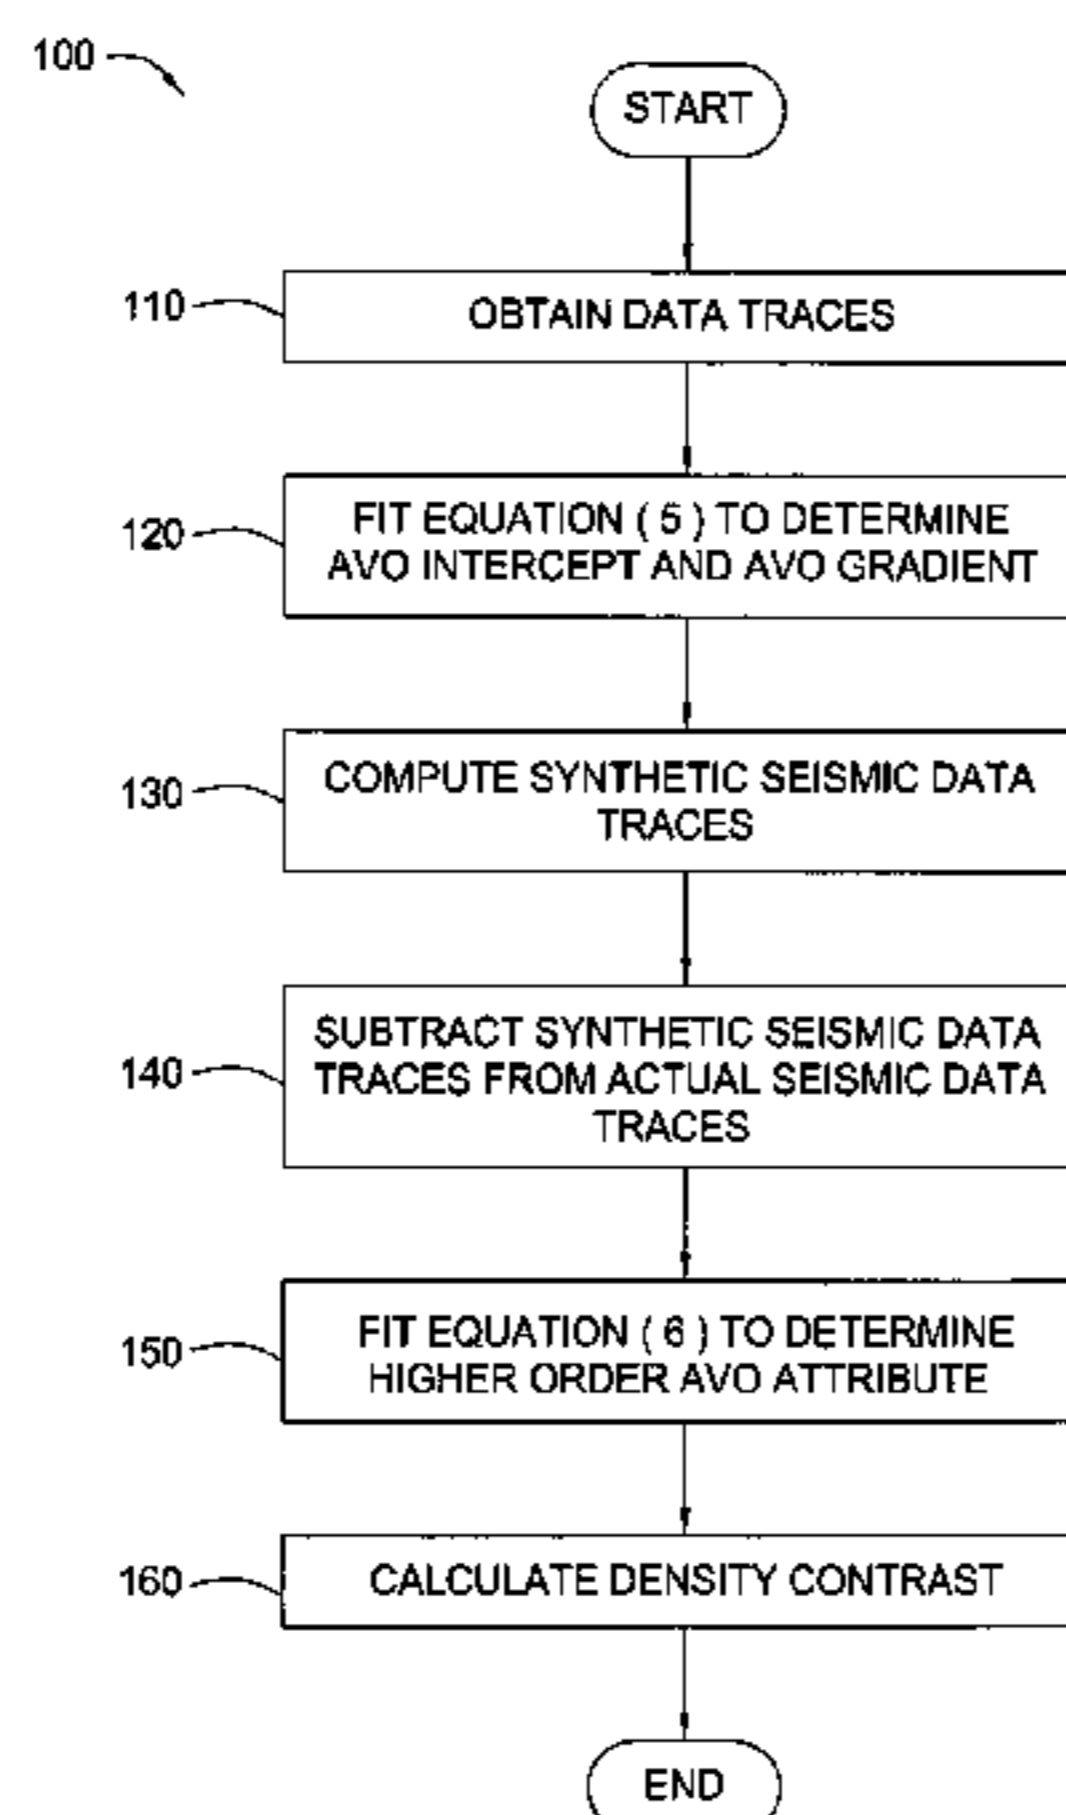 100
START
110
OBTAIN DATA TRACES
120
FIT EQUATION ( 5 ) TO DETERMINE
AVO INTERCEPT AND AVO GRADIENT
130
COMPUTE SYNTHETIC SEISMIC DATA
TRACES
140
SUBTRACT SYNTHETIC SEISMIC DATA
TRACES FROM ACTUAL SEISMIC DATA
TRACES
150
FIT EQUATION ( 6 ) TO DETERMINE
HIGHER ORDER AVO ATTRIBUTE
160
CALCULATE DENSITY CONTRAST
END